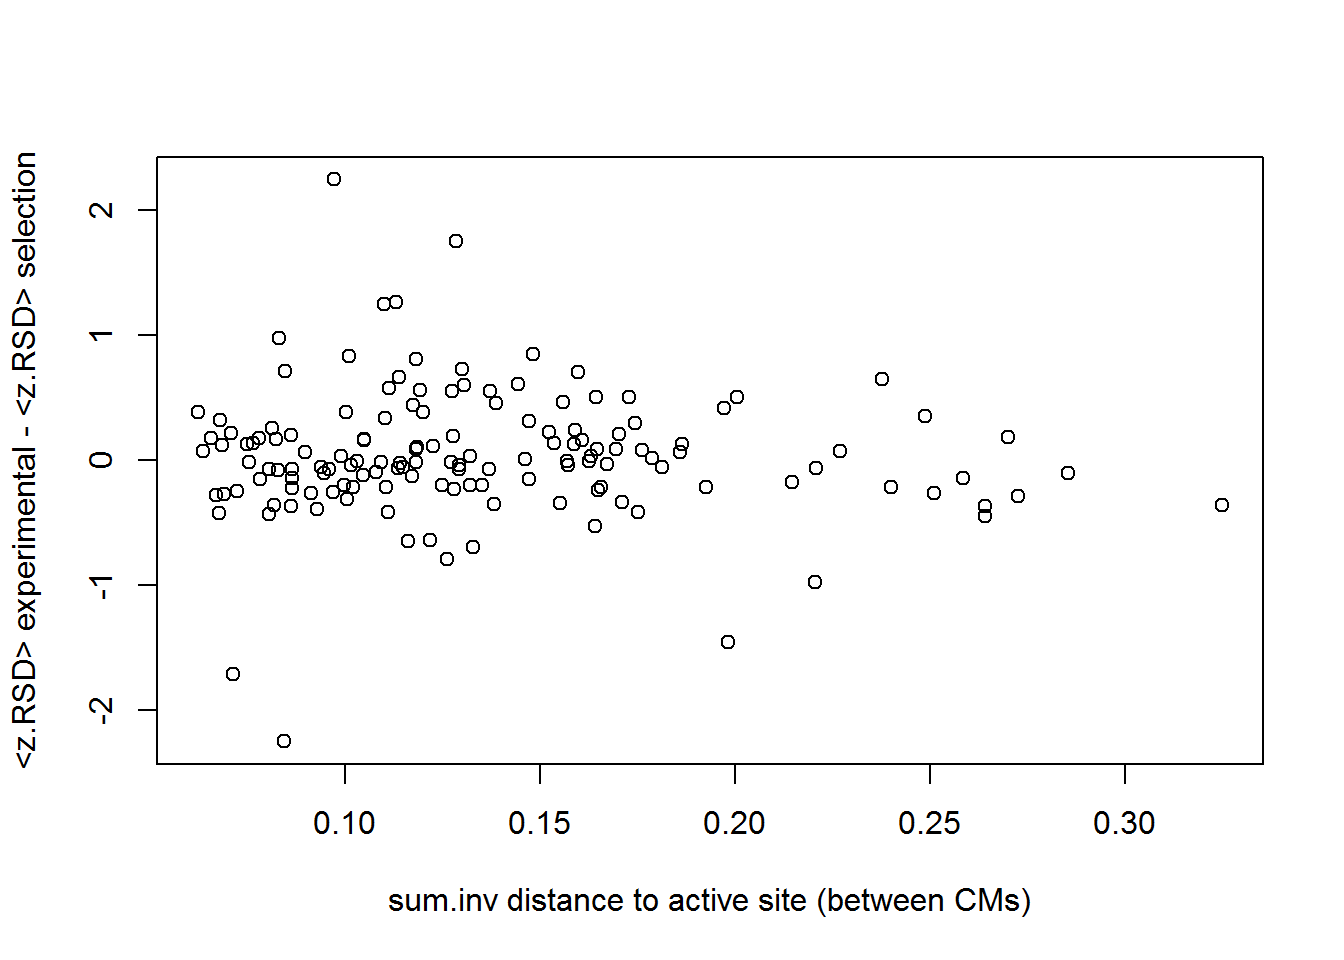 <z.RSD> experimental - <z.RSD> selection
2
1
0
-1
-2
0.10 0.15 0.20 0.25 0.30
sum.inv distance to active site (between CMs)